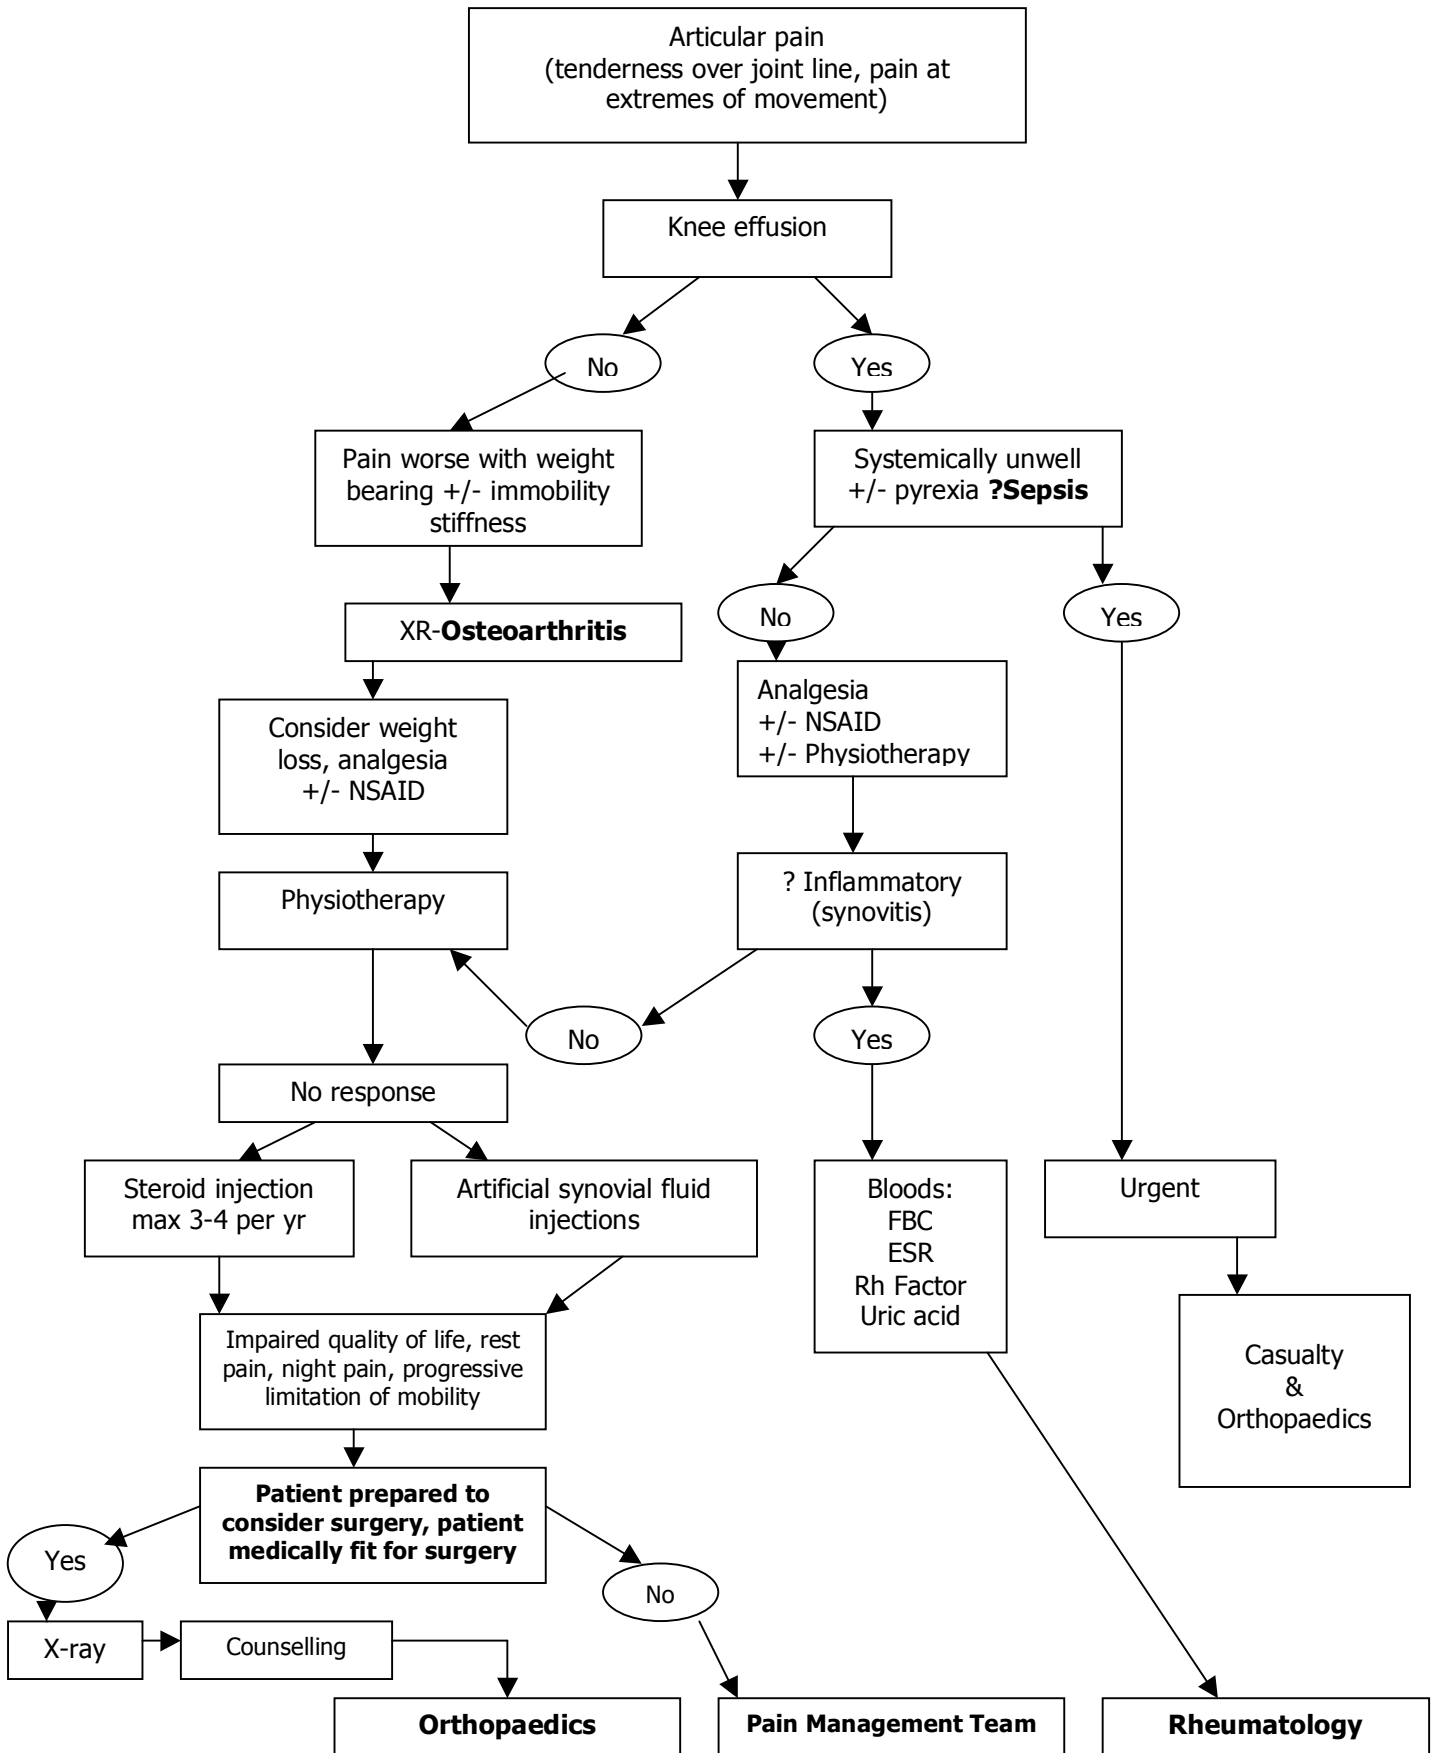 Articular pain
(tenderness over joint line, pain at
extremes of movement)
Knee effusion
No
Yes
Pain worse with weight
bearing +/- immobility
stiffness
Systemically unwell
+/- pyrexia ?Sepsis
No
Yes
XR-Osteoarthritis
Analgesia
+/- NSAID
+/- Physiotherapy
Consider weight
loss, analgesia
+/- NSAID
Physiotherapy
? Inflammatory
(synovitis)
No
Yes
No response
Steroid injection
max 3-4 per yr
Artificial synovial fluid
injections
Bloods:
FBC
ESR
Rh Factor
Uric acid
Urgent
Casualty
&
Orthopaedics
Impaired quality of life, rest
pain, night pain, progressive
limitation of mobility
Patient prepared to
consider surgery, patient
medically fit for surgery
Yes
No
X-ray
Counselling
Orthopaedics
Pain Management Team
Rheumatology